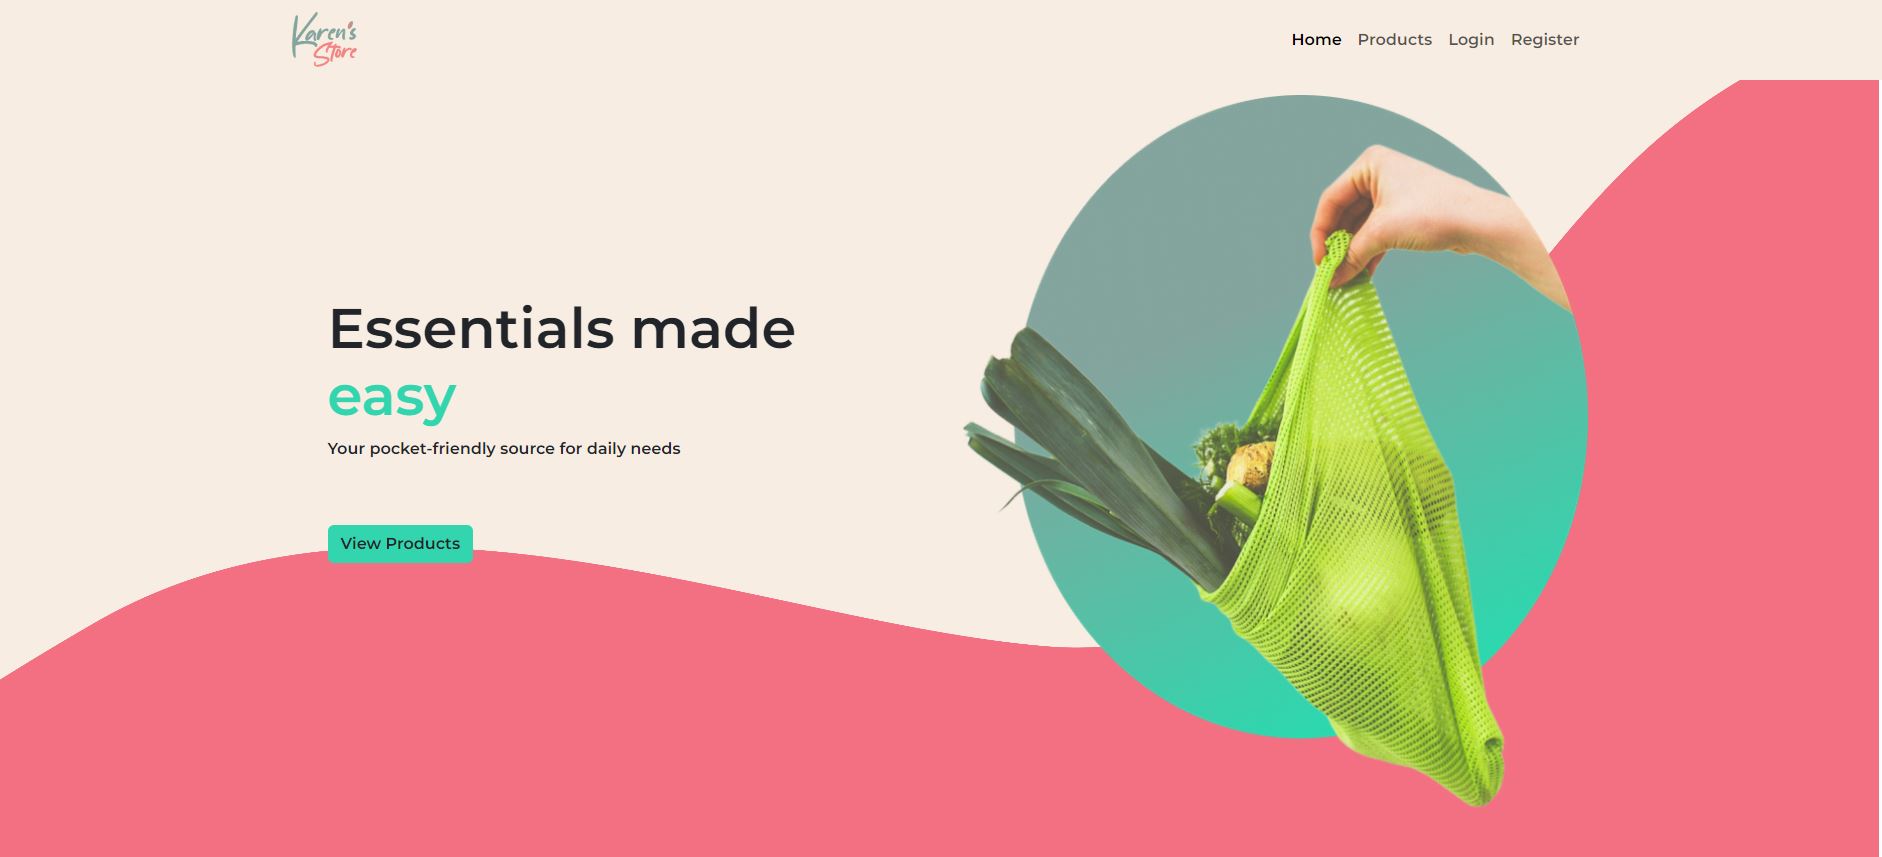 Karen's
Store
Home Products Login Register
Essentials made
easy
Your pocket-friendly source for daily needs
View Products